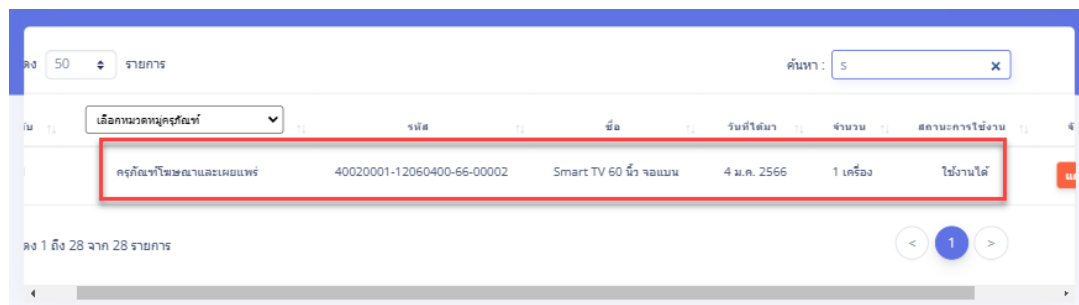 ดง 50 รายการ ค้นหา : s
เลือกหมวดหมู่ครุภัณฑ์ รหัส ชื่อ วันที่ได้มา จำนวน สถานะการใช้งาน
ครุภัณฑ์โฆษณาและเผยแพร่ 40020001-12060400-66-00002 Smart TV 60 นิ้ว จอแบน 4 ม.ค. 2566 1 เครื่อง ใช้งานได้
ดง 1 ถึง 28 จาก 28 รายการ < 1 >